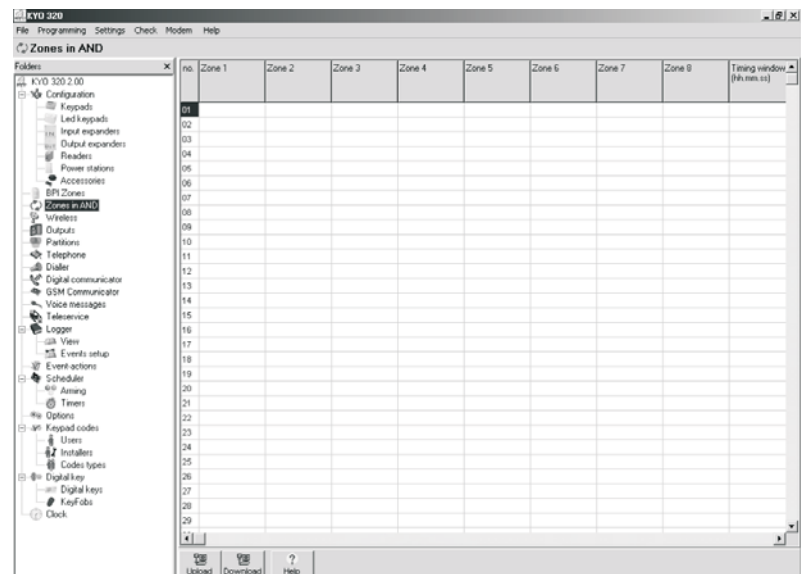 KYO 320
File Programming Settings Check Modem Help
Zones in AND
Folders x
KYO 320 2.00
Configuration
Keypads
Led keypads
Input expanders
Output expanders
Readers
Power stations
Accessories
BPI Zones
Zones in AND
Wireless
Outputs
Partitions
Telephone
Dialler
Digital communicator
GSM Communicator
Voice messages
Teleservice
Logger
View
Events setup
Event-actions
Scheduler
Arming
Timers
Options
Keypad codes
Users
Installers
Codes types
Digital key
Digital keys
KeyFobs
Clock
no. Zone 1 Zone 2 Zone 3 Zone 4 Zone 5 Zone 6 Zone 7 Zone 8 Timing window
(hh.mm.ss)
01
02
03
04
05
06
07
08
09
10
11
12
13
14
15
16
17
18
19
20
21
22
23
24
25
26
27
28
29
Upload Download Help